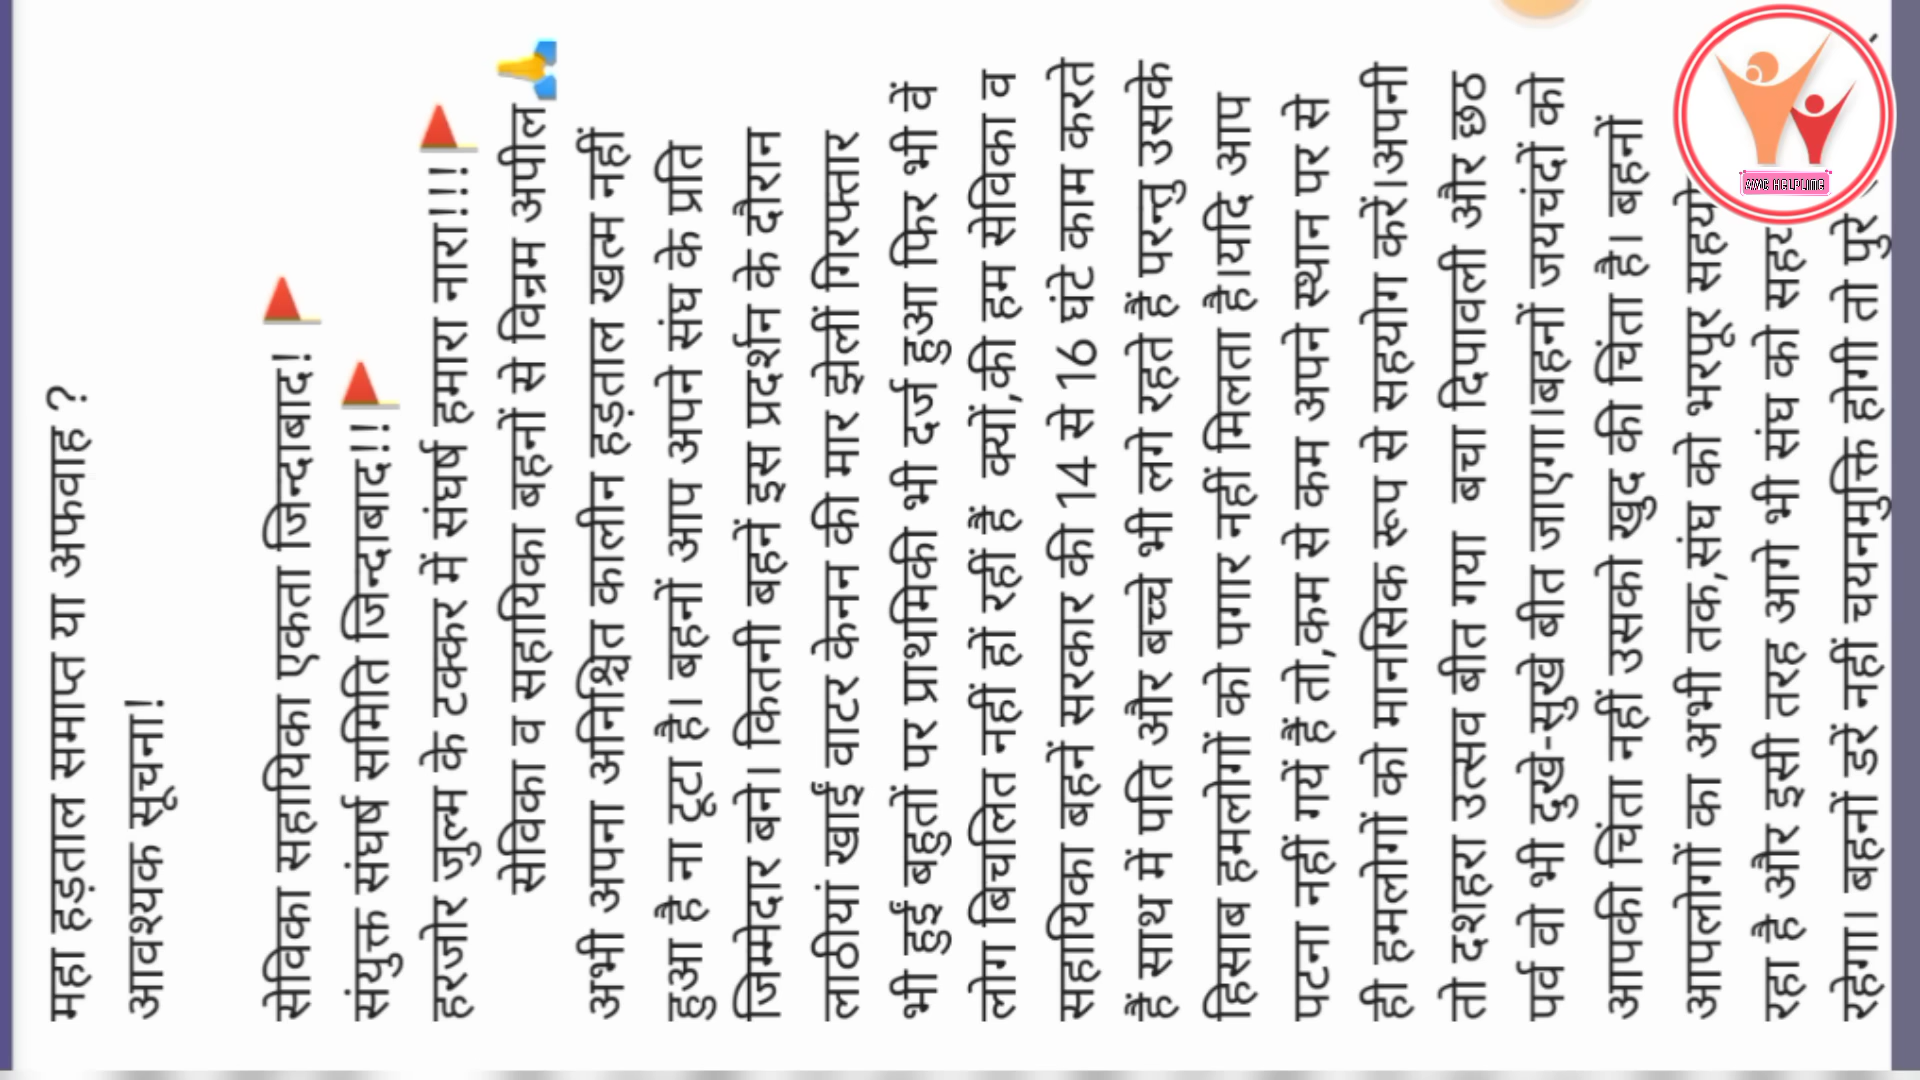 महा हड़ताल समाप्त या अफवाह ?
आवश्यक सूचना!
सेविका सहायिका एकता जिन्दाबाद!🚩
संयुक्त संघर्ष समिति जिन्दाबाद!!🚩
हरजोर जुल्म के टक्कर में संघर्ष हमारा नारा!!!🚩
सेविका व सहायिका बहनों से विनम्र अपील🙏
अभी अपना अनिश्चित कालीन हड़ताल खत्म नहीं
हुआ है ना टूटा है। बहनों आप अपने संघ के प्रति
जिम्मेदार बने। कितनी बहनें इस प्रदर्शन के दौरान
लाठीयां खाईं वाटर केनन की मार झेलीं गिरफ्तार
भी हुईं बहुतों पर प्राथमिकी भी दर्ज हुआ फिर भी वें
लोग बिचलित नहीं हों रहीं हैं क्यों,की हम सेविका व
सहायिका बहनें सरकार की 14 से 16 घंटे काम करते
हैं साथ में पति और बच्चे भी लगे रहते हैं परन्तु उसके
हिसाब हमलोगों को पगार नहीं मिलता है।यदि आप
पटना नहीं गयें हैं तो,कम से कम अपने स्थान पर से
ही हमलोगों को मानसिक रूप से सहयोग करें।अपनी
तो दशहरा उत्सव बीत गया बचा दिपावली और छठ
पर्व वो भी दुखे-सुखे बीत जाएगा।बहनों जयचंदों को
आपकी चिंता नहीं उसको खुद की चिंता है। बहनों
आपलोगों का अभी तक,संघ को भरपूर
रहा है और इसी तरह आगे भी संघ को
रहेगा। बहनों डरें नहीं चयनमुक्ति होगी तो पुरे
AWC HELPLINE